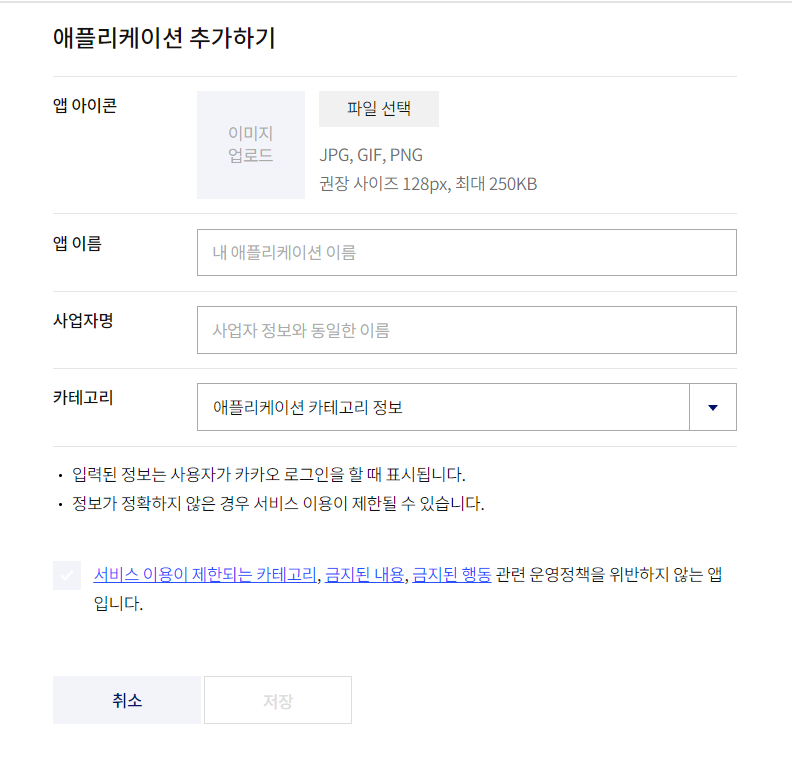 애플리케이션 추가하기
앱 아이콘
이미지
업로드
파일 선택
JPG, GIF, PNG
권장 사이즈 128px, 최대 250KB
앱 이름
내 애플리케이션 이름
사업자명
사업자 정보와 동일한 이름
카테고리
애플리케이션 카테고리 정보
• 입력된 정보는 사용자가 카카오 로그인을 할 때 표시됩니다.
• 정보가 정확하지 않은 경우 서비스 이용이 제한될 수 있습니다.
서비스 이용이 제한되는 카테고리, 금지된 내용, 금지된 행동 관련 운영정책을 위반하지 않는 앱
입니다.
취소
저장